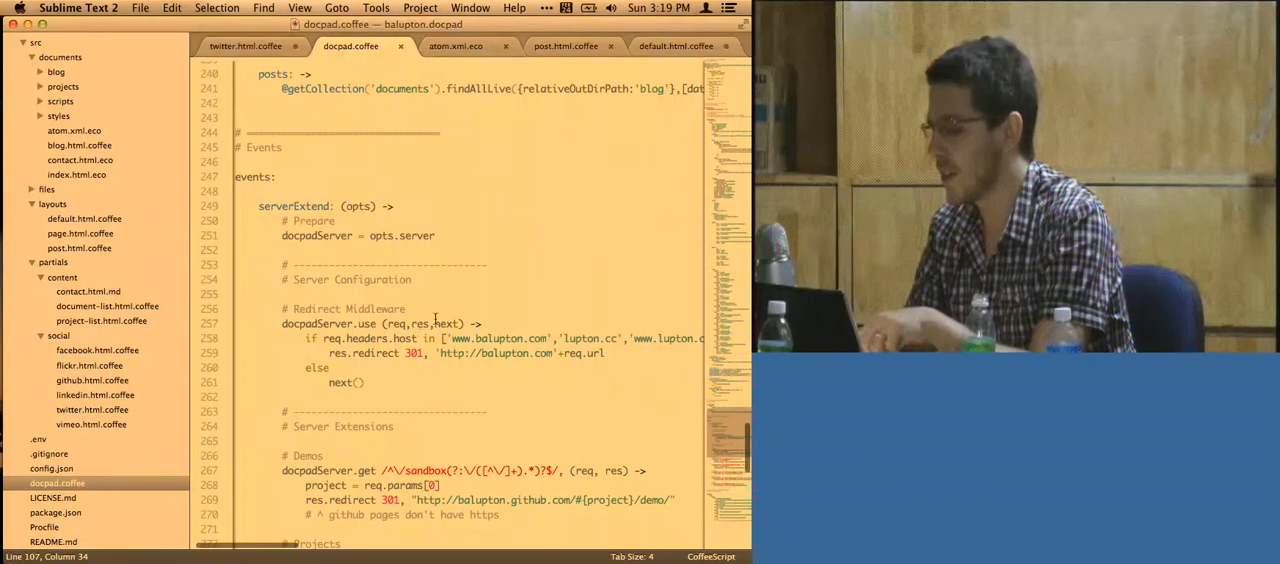 Sublime Text 2 File Edit Selection Find View Goto Tools Project Window Help Sun 3:19 PM
docpad.coffee — balupton.docpad
twitter.html.coffee docpad.coffee atom.xml.eco post.html.coffee default.html.coffee
src
documents
blog
projects
scripts
styles
atom.xml.eco
blog.html.coffee
contact.html.eco
index.html.eco
files
layouts
default.html.coffee
page.html.coffee
post.html.coffee
partials
content
contact.html.md
document-list.html.coffee
project-list.html.coffee
social
facebook.html.coffee
flickr.html.coffee
github.html.coffee
linkedin.html.coffee
twitter.html.coffee
vimeo.html.coffee
.env
.gitignore
config.json
docpad.coffee
LICENSE.md
package.json
Procfile
README.md
240 posts: ->
241 @getCollection('documents').findAllLive({relativeOutDirPath:'blog'},[dat
242
243
244 # =================================
245 # Events
246
247 events:
248
249 serverExtend: (opts) ->
250 # Prepare
251 docpadServer = opts.server
252
253 # ---------------------------------
254 # Server Configuration
255
256 # Redirect Middleware
257 docpadServer.use (req,res,next) ->
258 if req.headers.host in ['www.balupton.com','lupton.cc','www.lupton.c
259 res.redirect 301, 'http://balupton.com'+req.url
260 else
261 next()
262
263 # ---------------------------------
264 # Server Extensions
265
266 # Demos
267 docpadServer.get /^\/sandbox(?:\/([^\/]+).*)?$/, (req, res) ->
268 project = req.params[0]
269 res.redirect 301, "http://balupton.github.com/#{project}/demo/"
270 # ^ github pages don't have https
271
272 # Projects
Line 107, Column 34 Tab Size: 4 CoffeeScript